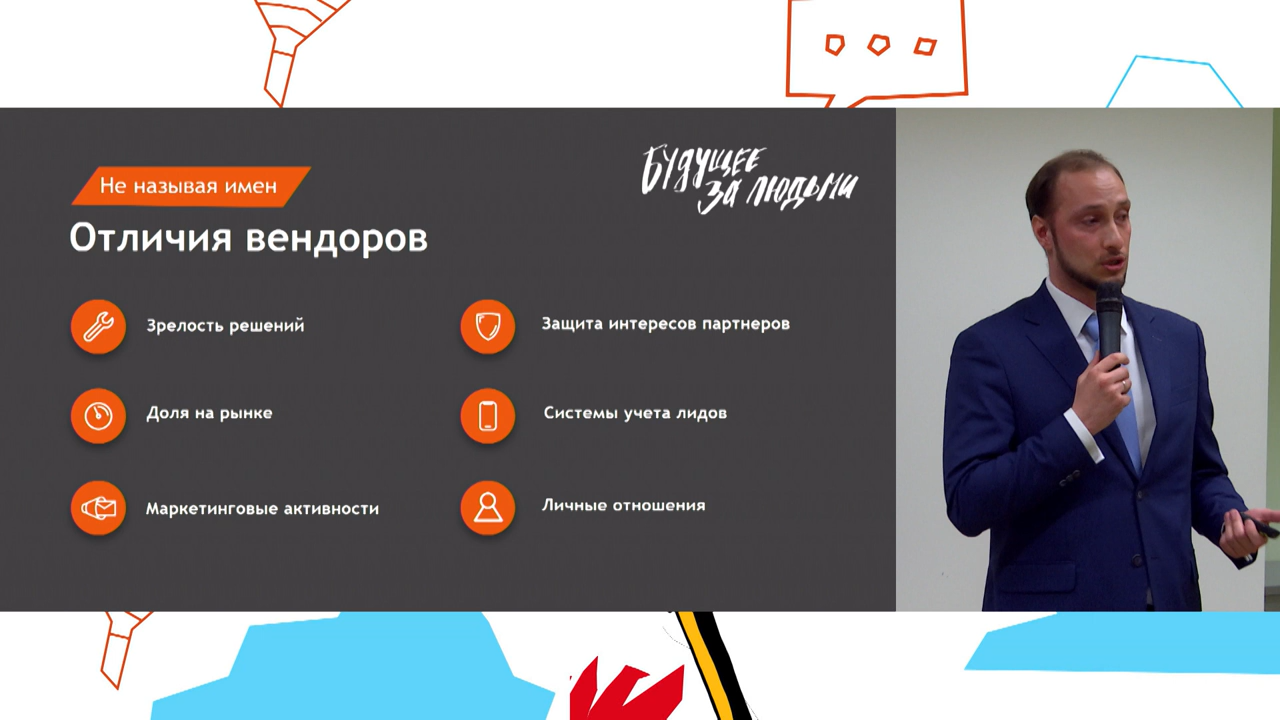 Не называя имен
Отличия вендоров
БУДУЩЕЕ
ЗА ЛЮДЬМИ
Зрелость решений
Доля на рынке
Маркетинговые активности
Защита интересов партнеров
Системы учета лидов
Личные отношения